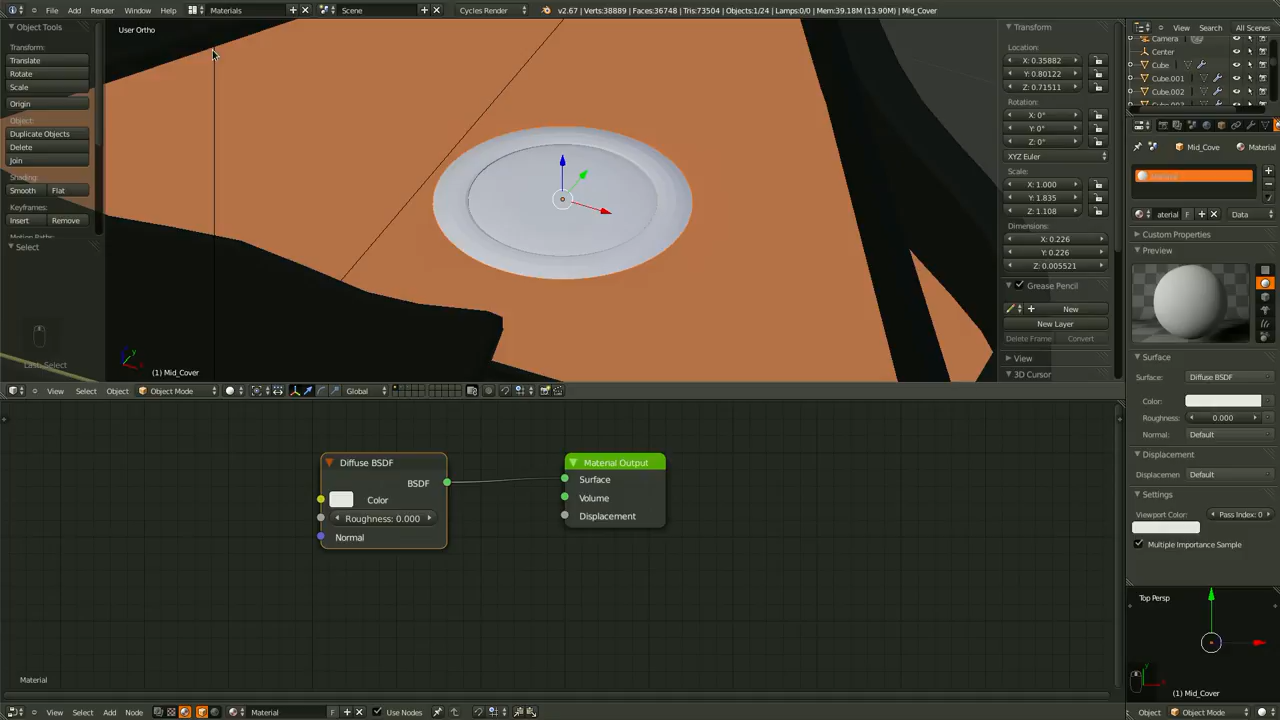 File Add Render Window Help Materials Scene Cycles Render v2.67 | Verts:38889 | Faces:36748 | Tris:73504 | Objects:1/24 | Lamps:0/0 | Mem:39.18M (13.90M) | Mid_Cover
Object Tools
Transform:
Translate
Rotate
Scale
Origin
Object:
Duplicate Objects
Delete
Join
Shading:
Smooth Flat
Keyframes:
Insert Remove
Motion Paths:
Select
User Ortho
(1) Mid_Cover
Transform
Location:
X: 0.35882
Y: 0.80122
Z: 0.71511
Rotation:
X: 0°
Y: 0°
Z: 0°
XYZ Euler
Scale:
X: 1.000
Y: 1.835
Z: 1.108
Dimensions:
X: 0.226
Y: 0.226
Z: 0.005521
Grease Pencil
New
New Layer
Delete Frame Convert
View
3D Cursor
View Search All Scenes
Camera
Center
Cube
Cube.001
Cube.002
Mid_Cove Material
aterial F Data
Custom Properties
Preview
Surface
Surface: Diffuse BSDF
Color:
Roughness: 0.000
Normal: Default
Displacement
Displacemen Default
Settings
Viewport Color: Pass Index: 0
Multiple Importance Sample
Top Persp
(1) Mid_Cover
Object Object Mode
View Select Object Object Mode Global
Diffuse BSDF
BSDF
Color
Roughness: 0.000
Normal
Material Output
Surface
Volume
Displacement
Material
View Select Add Node Material F Use Nodes